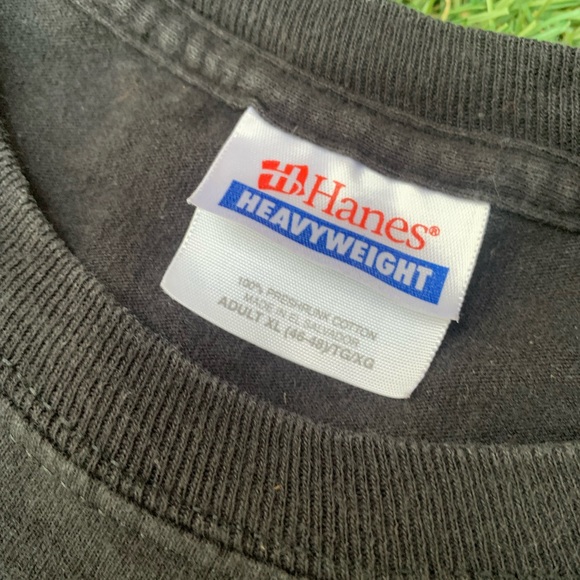 Hanes®
HEAVYWEIGHT
100% PRESHRUNK COTTON
MADE IN EL SALVADOR
ADULT XL (46-48)/TG/XG